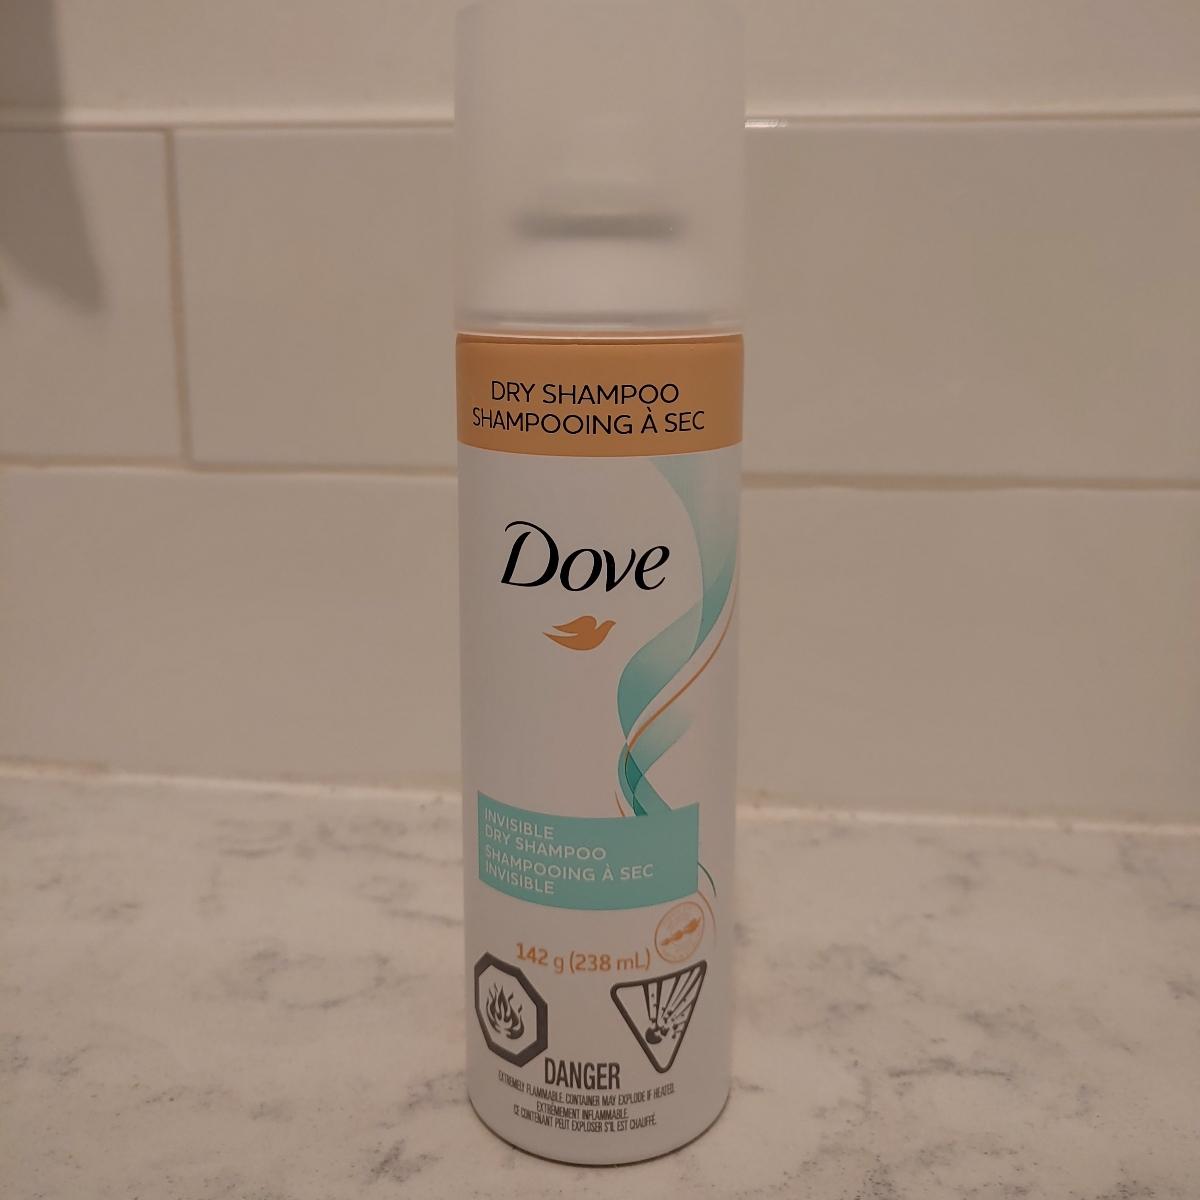 DRY SHAMPOO
SHAMPOOING À SEC
Dove
INVISIBLE
DRY SHAMPOO
SHAMPOOING À SEC
INVISIBLE
142 g (238 mL)
DANGER
EXTREMELY FLAMMABLE. CONTAINER MAY EXPLODE IF HEATED.
EXTRÊMEMENT INFLAMMABLE.
CE CONTENANT PEUT EXPLOSER S'IL EST CHAUFFÉ.